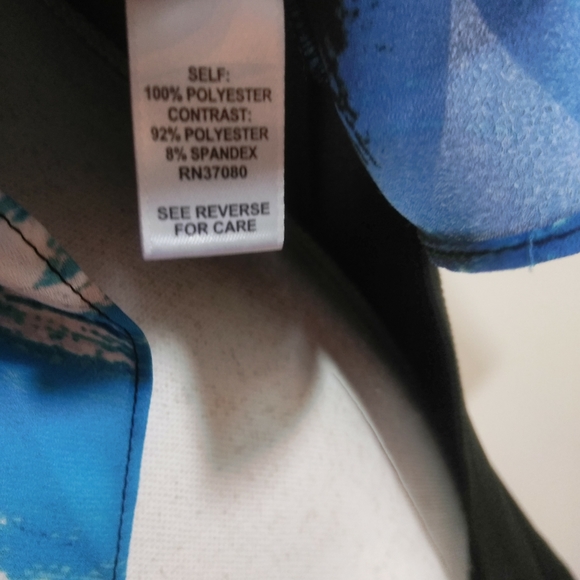 SELF:
100% POLYESTER
CONTRAST:
92% POLYESTER
8% SPANDEX
RN37080
SEE REVERSE
FOR CARE